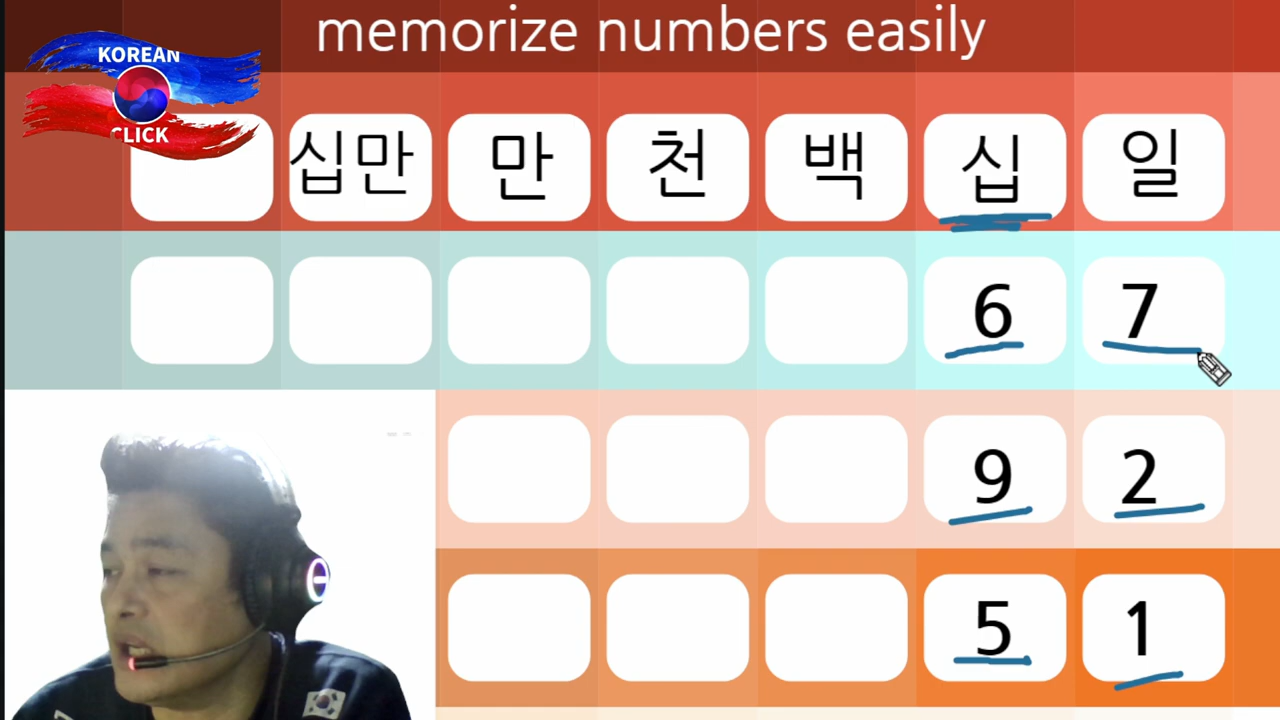 memorize numbers easily
KOREAN
CLICK
십만 만 천 백 십 일
6 7
9 2
5 1